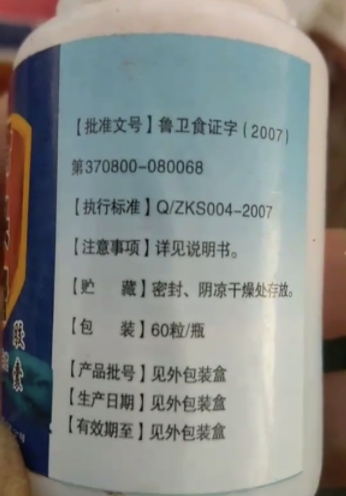 【批准文号】鲁卫食证字(2007)
第370800-080068
【执行标准】Q/ZKS004-2007
【注意事项】详见说明书。
【贮　　藏】密封、阴凉干燥处存放。
【包　　装】60粒/瓶
【产品批号】见外包装盒
【生产日期】见外包装盒
【有效期至】见外包装盒
胶囊